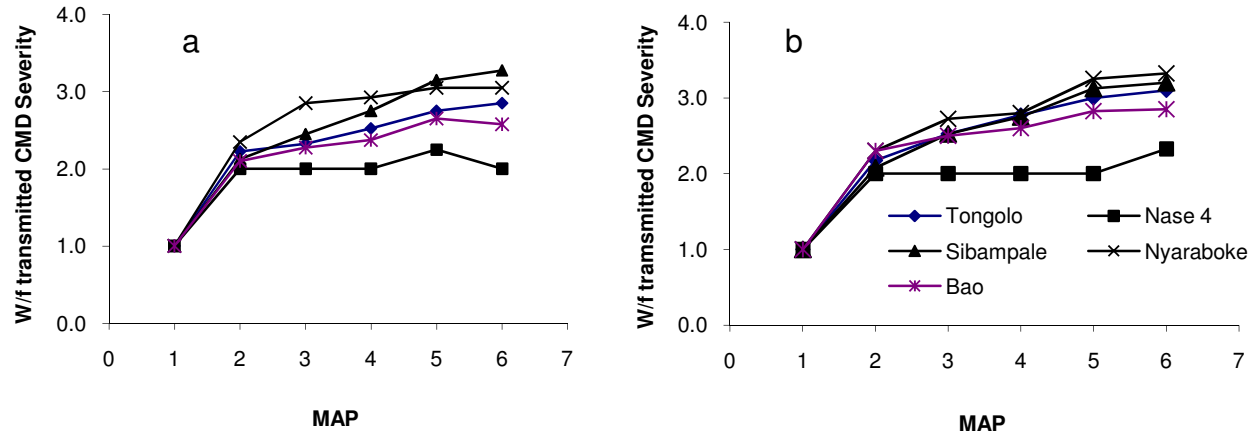 a
W/f transmitted CMD Severity
4.0
3.0
2.0
1.0
0.0
0 1 2 3 4 5 6 7
MAP
b
W/f tramsmitted CMD Severity
4.0
3.0
2.0
1.0
0.0
Tongolo Nase 4
Sibampale Nyaraboke
Bao
0 1 2 3 4 5 6 7
MAP